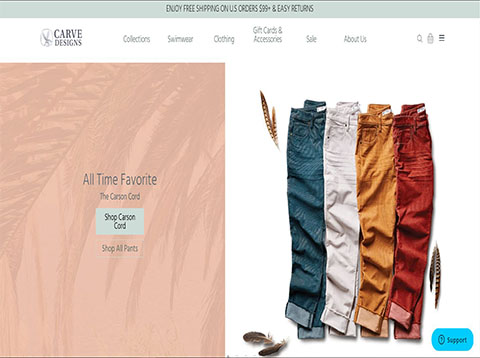 ENJOY FREE SHIPPING ON U.S ORDERS $99+ & EASY RETURNS
CARVE
DESIGNS
Collections
Swimwear
Clothing
Gift Cards &
Accessories
Sale
About Us
All Time Favorite
The Carson Cord
Shop Carson
Cord
Shop All Pants
Support